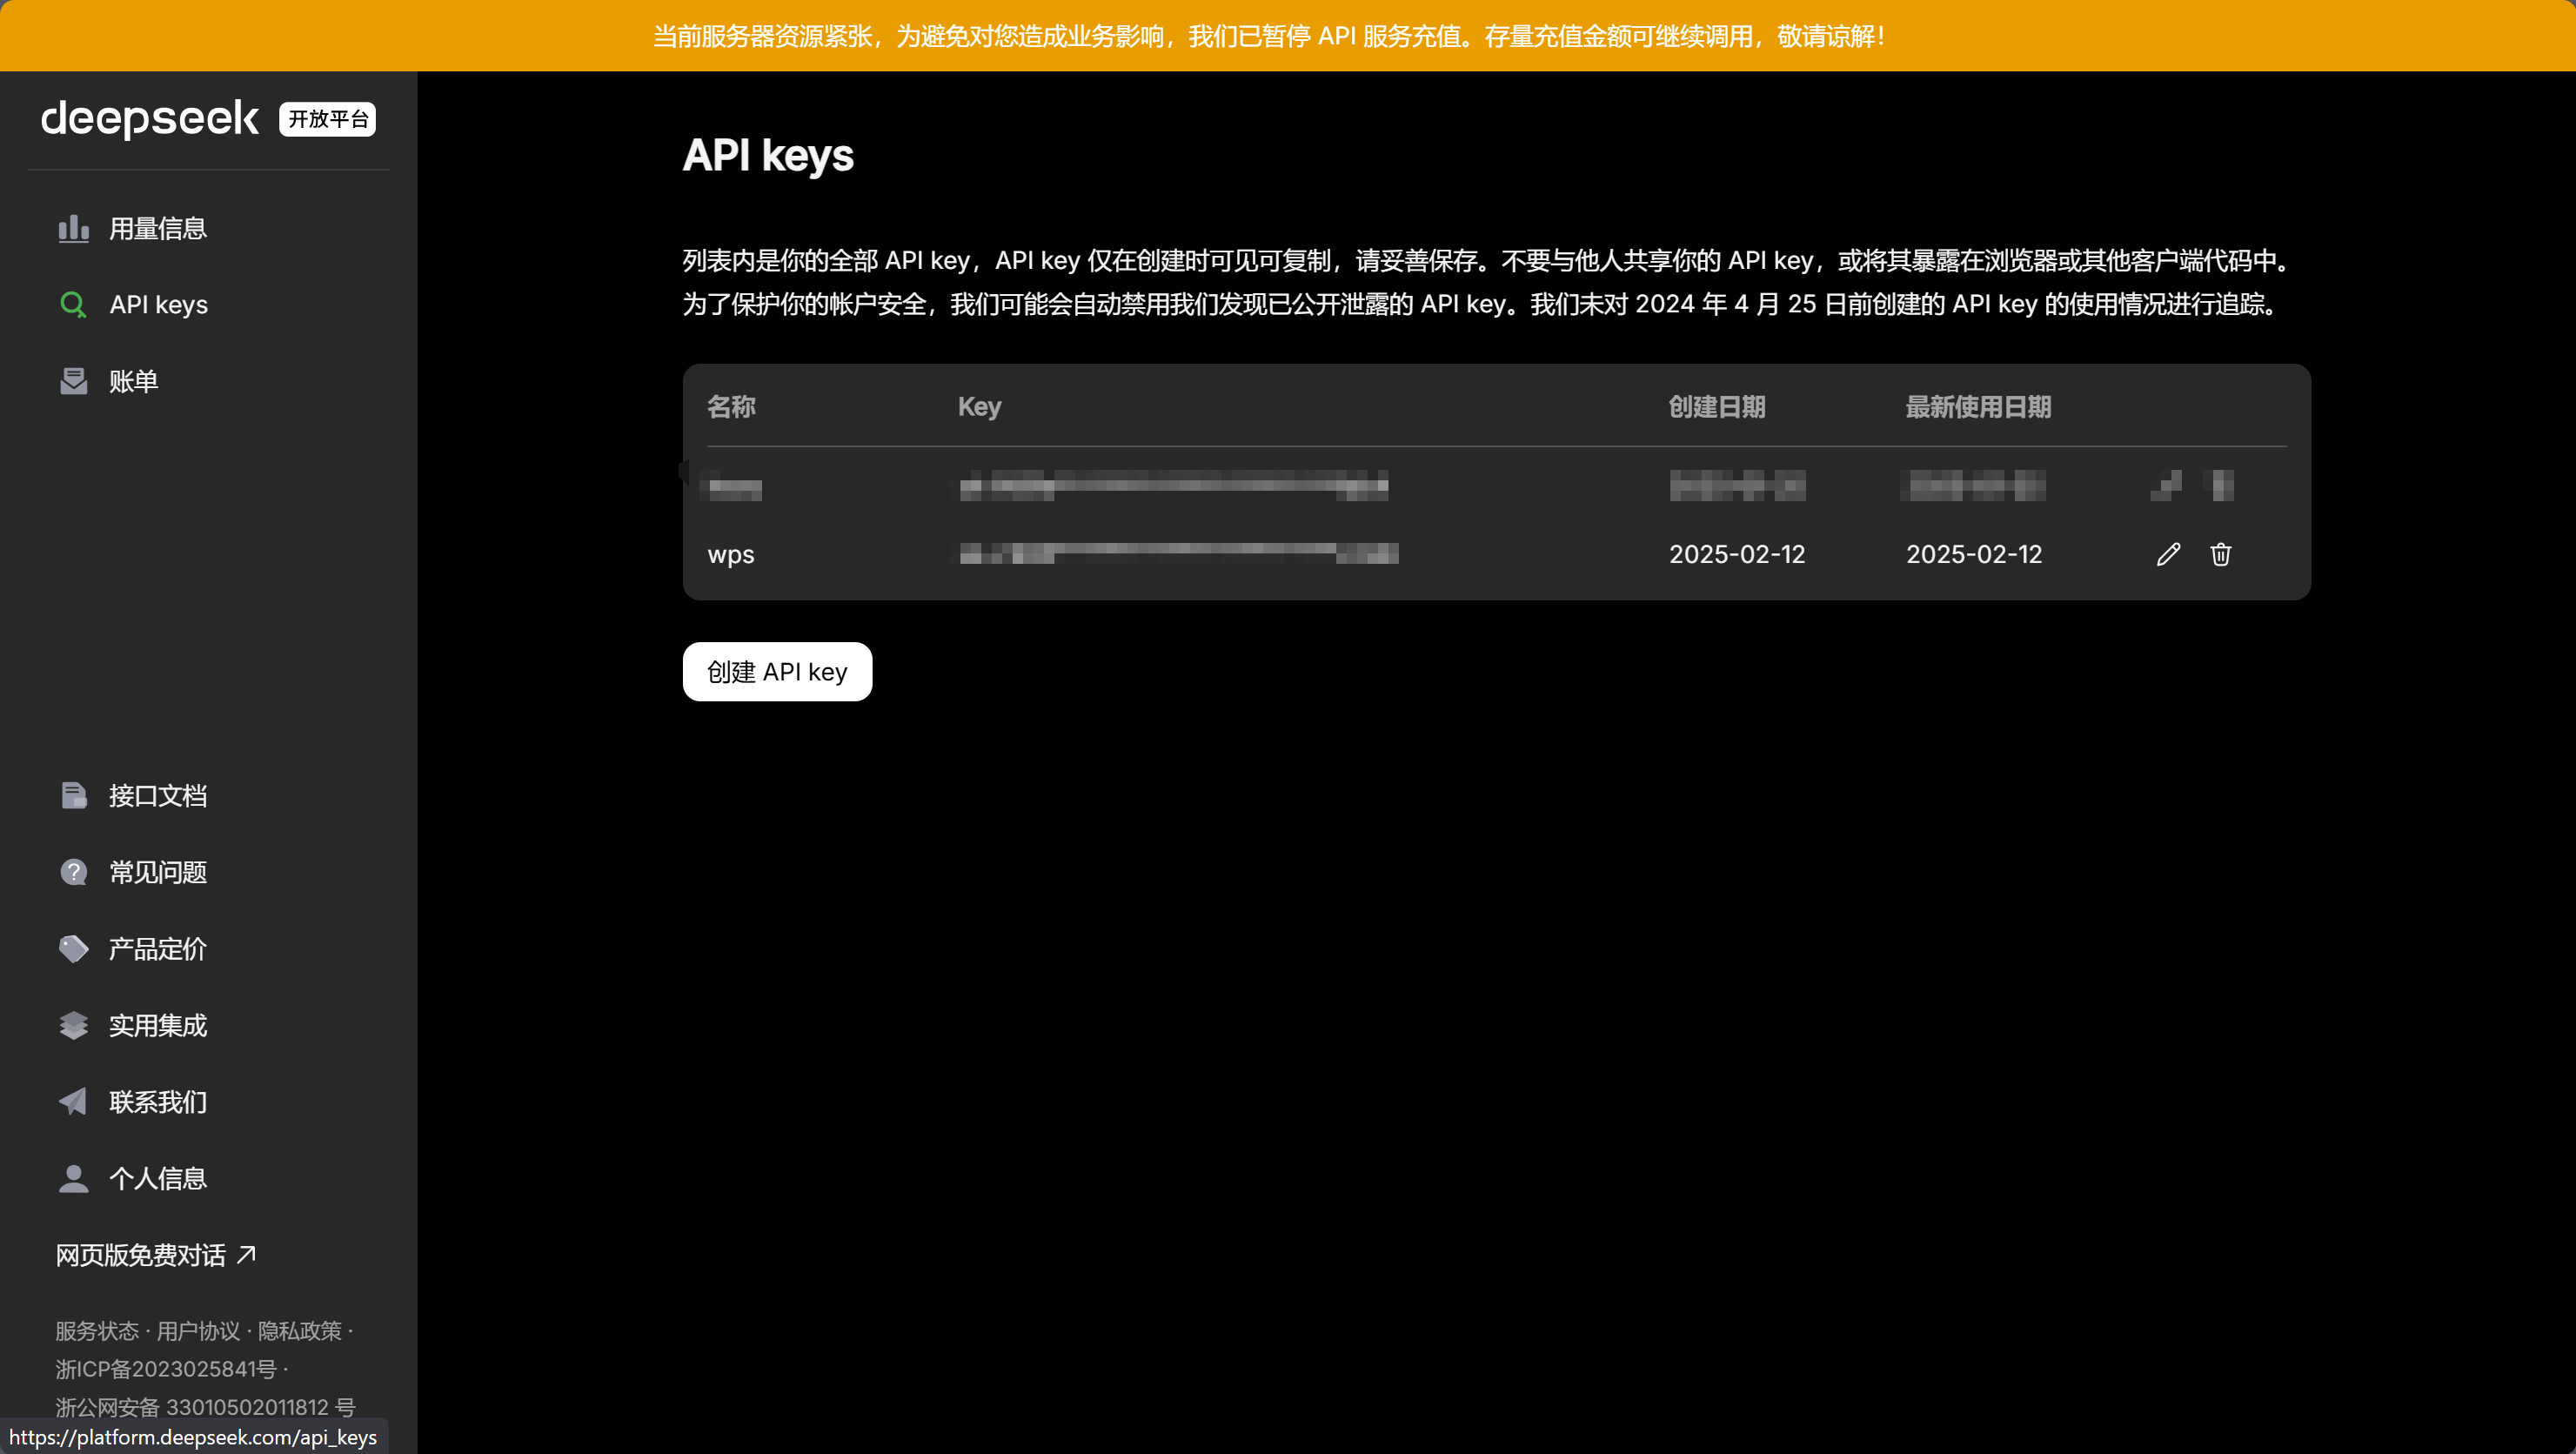 当前服务器资源紧张，为避免对您造成业务影响，我们已暂停 API 服务充值。存量充值金额可继续调用，敬请谅解！
deepseek 开放平台
用量信息
API keys
账单
接口文档
常见问题
产品定价
实用集成
联系我们
个人信息
网页版免费对话
服务状态 · 用户协议 · 隐私政策 ·
浙ICP备2023025841号 ·
浙公网安备 33010502011812 号
https://platform.deepseek.com/api_keys
API keys
列表内是你的全部 API key，API key 仅在创建时可见可复制，请妥善保存。不要与他人共享你的 API key，或将其暴露在浏览器或其他客户端代码中。
为了保护你的帐户安全，我们可能会自动禁用我们发现已公开泄露的 API key。我们未对 2024 年 4 月 25 日前创建的 API key 的使用情况进行追踪。
名称 Key 创建日期 最新使用日期
wps 2025-02-12 2025-02-12
创建 API key